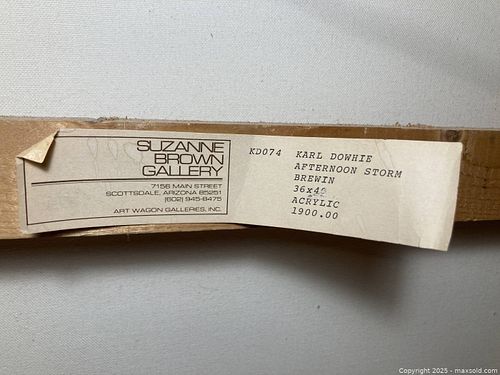 SUZANNE
BROWN
GALLERY
7156 MAIN STREET
SCOTTSDALE, ARIZONA 85251
(602) 945-8475
ART WAGON GALLERIES, INC.
KD074 KARL DOWHIE
AFTERNOON STORM
BREWIN
36x40
ACRYLIC
1900.00
Copyright © 2025 - maxsold.com